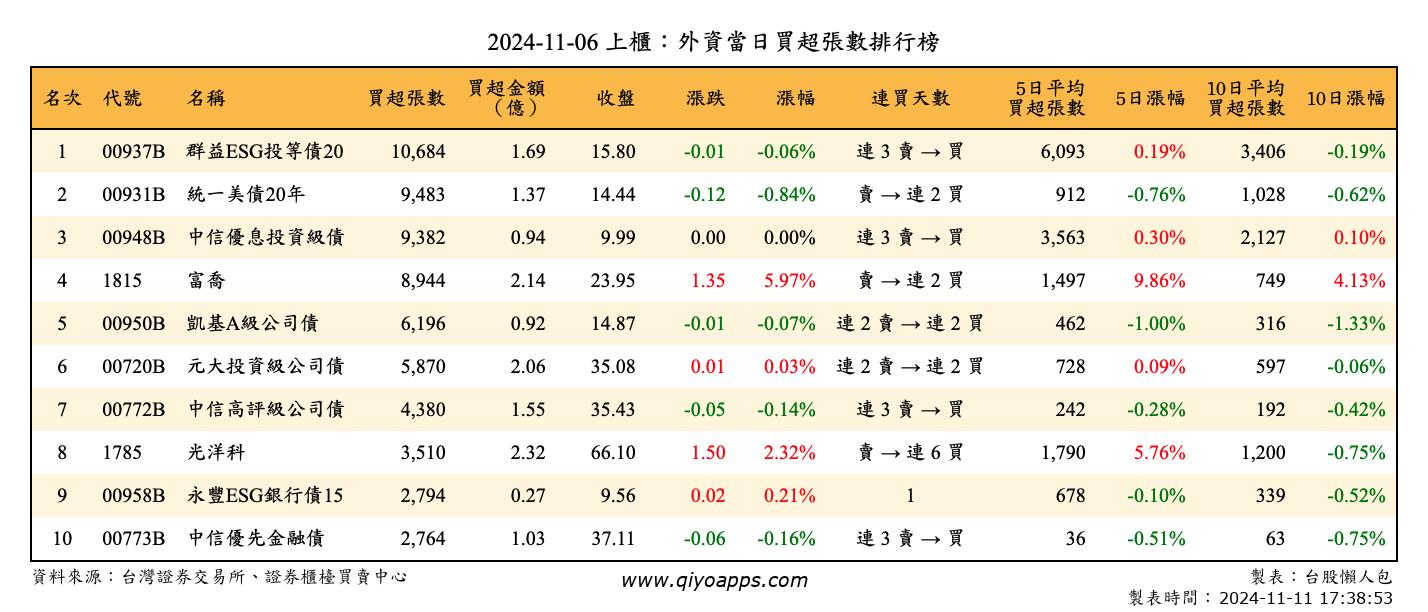 2024-11-06 上櫃：外資當日買超張數排行榜
名次 代號 名稱 買超張數 買超金額（億） 收盤 漲跌 漲幅 連買天數 5日平均買超張數 5日漲幅 10日平均買超張數 10日漲幅
1 00937B 群益ESG投等債20 10,684 1.69 15.80 -0.01 -0.06% 連 3 賣 → 買 6,093 0.19% 3,406 -0.19%
2 00931B 統一美債20年 9,483 1.37 14.44 -0.12 -0.84% 賣 → 連 2 買 912 -0.76% 1,028 -0.62%
3 00948B 中信優息投資級債 9,382 0.94 9.99 0.00 0.00% 連 3 賣 → 買 3,563 0.30% 2,127 0.10%
4 1815 富喬 8,944 2.14 23.95 1.35 5.97% 賣 → 連 2 買 1,497 9.86% 749 4.13%
5 00950B 凱基A級公司債 6,196 0.92 14.87 -0.01 -0.07% 連 2 賣 → 連 2 買 462 -1.00% 316 -1.33%
6 00720B 元大投資級公司債 5,870 2.06 35.08 0.01 0.03% 連 2 賣 → 連 2 買 728 0.09% 597 -0.06%
7 00772B 中信高評級公司債 4,380 1.55 35.43 -0.05 -0.14% 連 3 賣 → 買 242 -0.28% 192 -0.42%
8 1785 光洋科 3,510 2.32 66.10 1.50 2.32% 賣 → 連 6 買 1,790 5.76% 1,200 -0.75%
9 00958B 永豐ESG銀行債15 2,794 0.27 9.56 0.02 0.21% 1 678 -0.10% 339 -0.52%
10 00773B 中信優先金融債 2,764 1.03 37.11 -0.06 -0.16% 連 3 賣 → 買 36 -0.51% 63 -0.75%
資料來源：台灣證券交易所、證券櫃檯買賣中心 www.qiyoapps.com 製表：台股懶人包
製表時間：2024-11-11 17:38:53